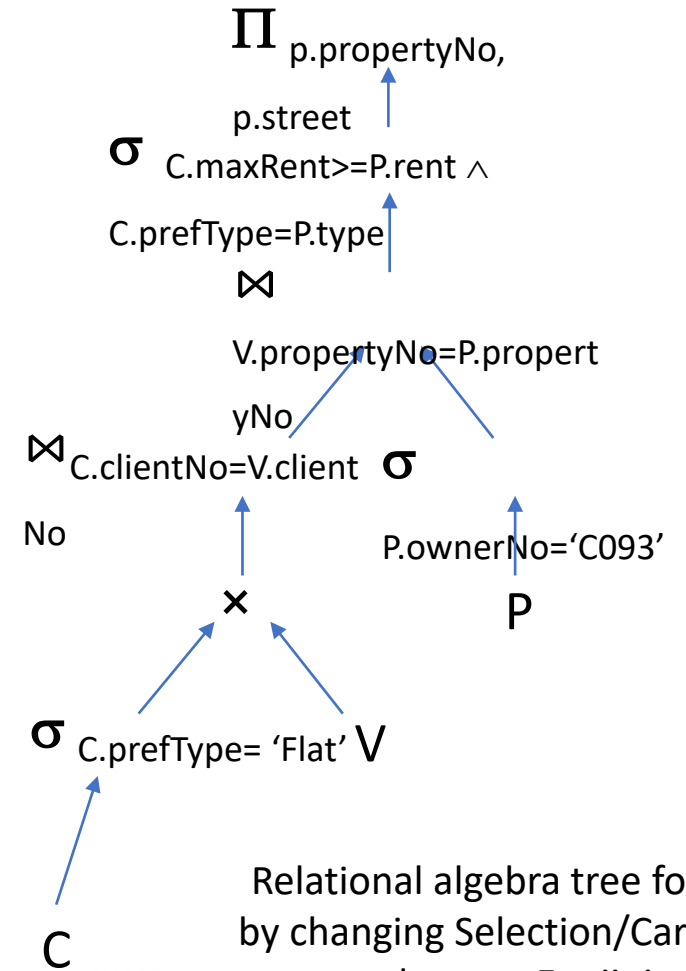 Π p.propertyNo,
p.street
σ C.maxRent>=P.rent ∧
C.prefType=P.type
⋈
V.propertyNo=P.propert
yNo
⋈ C.clientNo=V.client
No
σ
P.ownerNo=‘C093’
×
P
σ C.prefType= ‘Flat’
V
C
Relational algebra tree fo
by changing Selection/Car